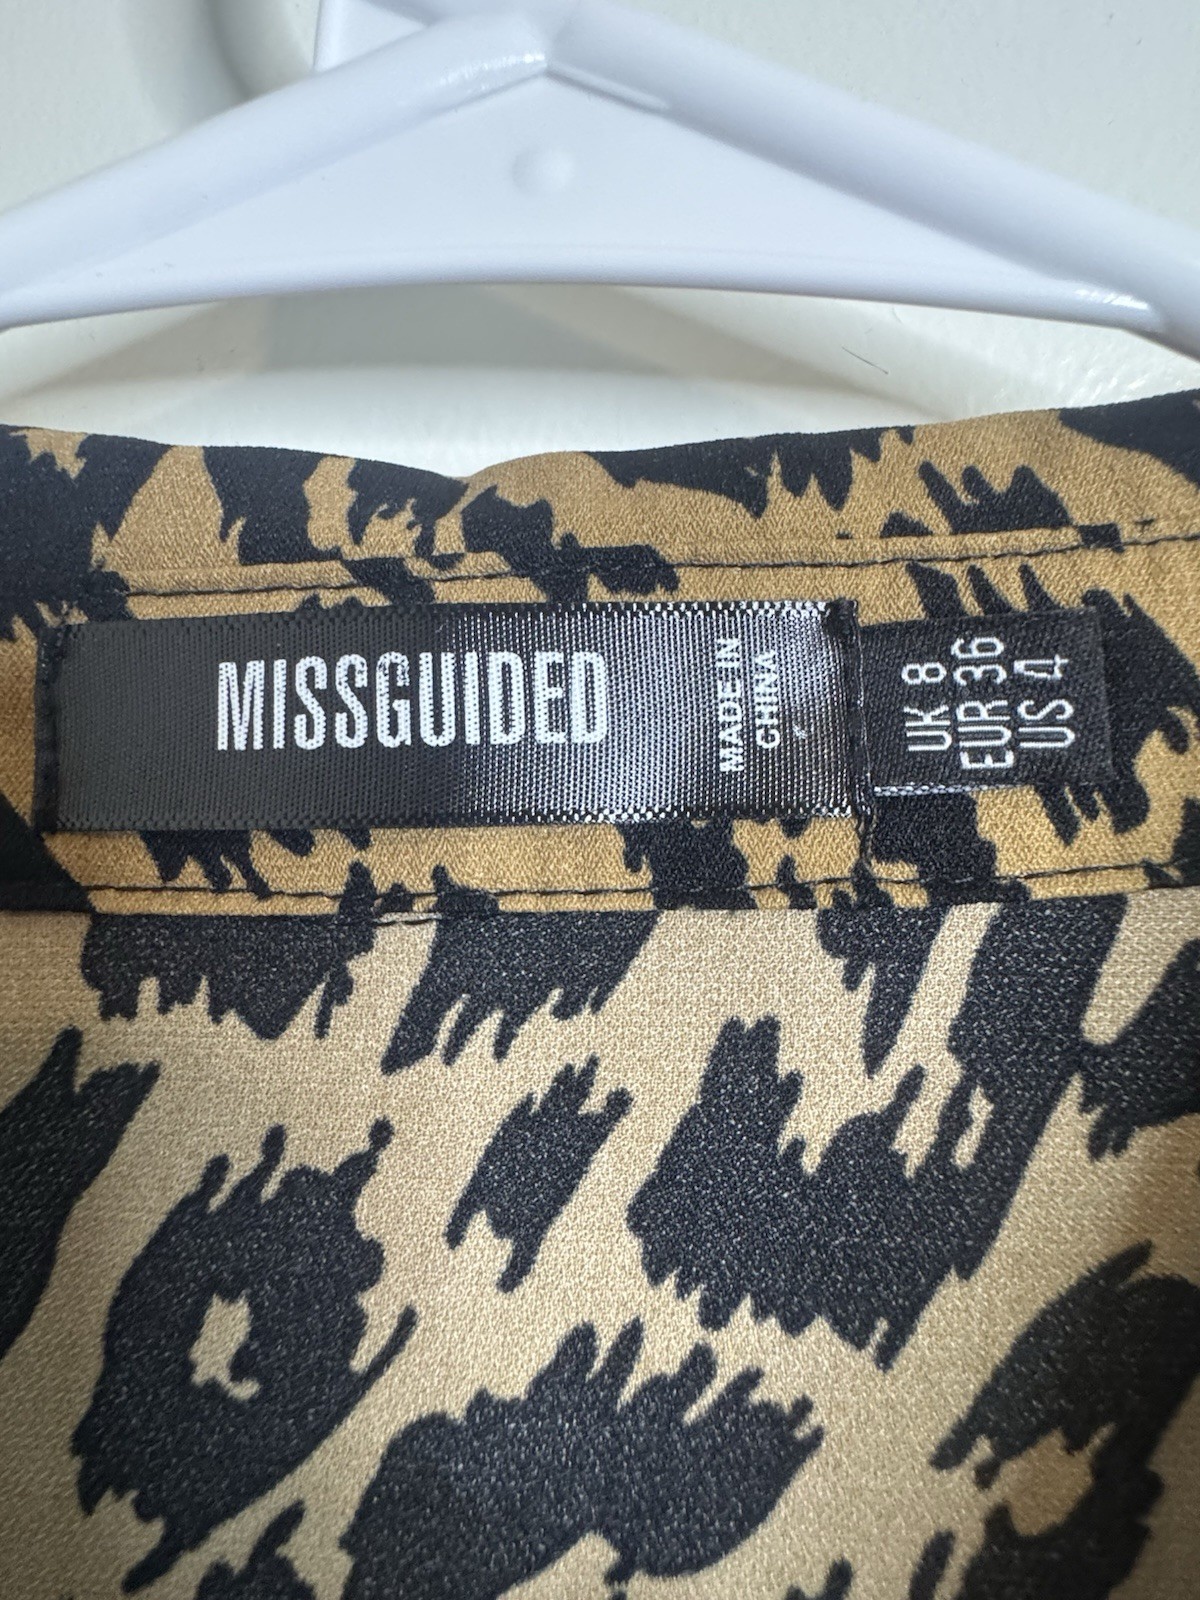 MISSGUIDED
MADE IN
CHINA
UK 8
EUR 36
US 4